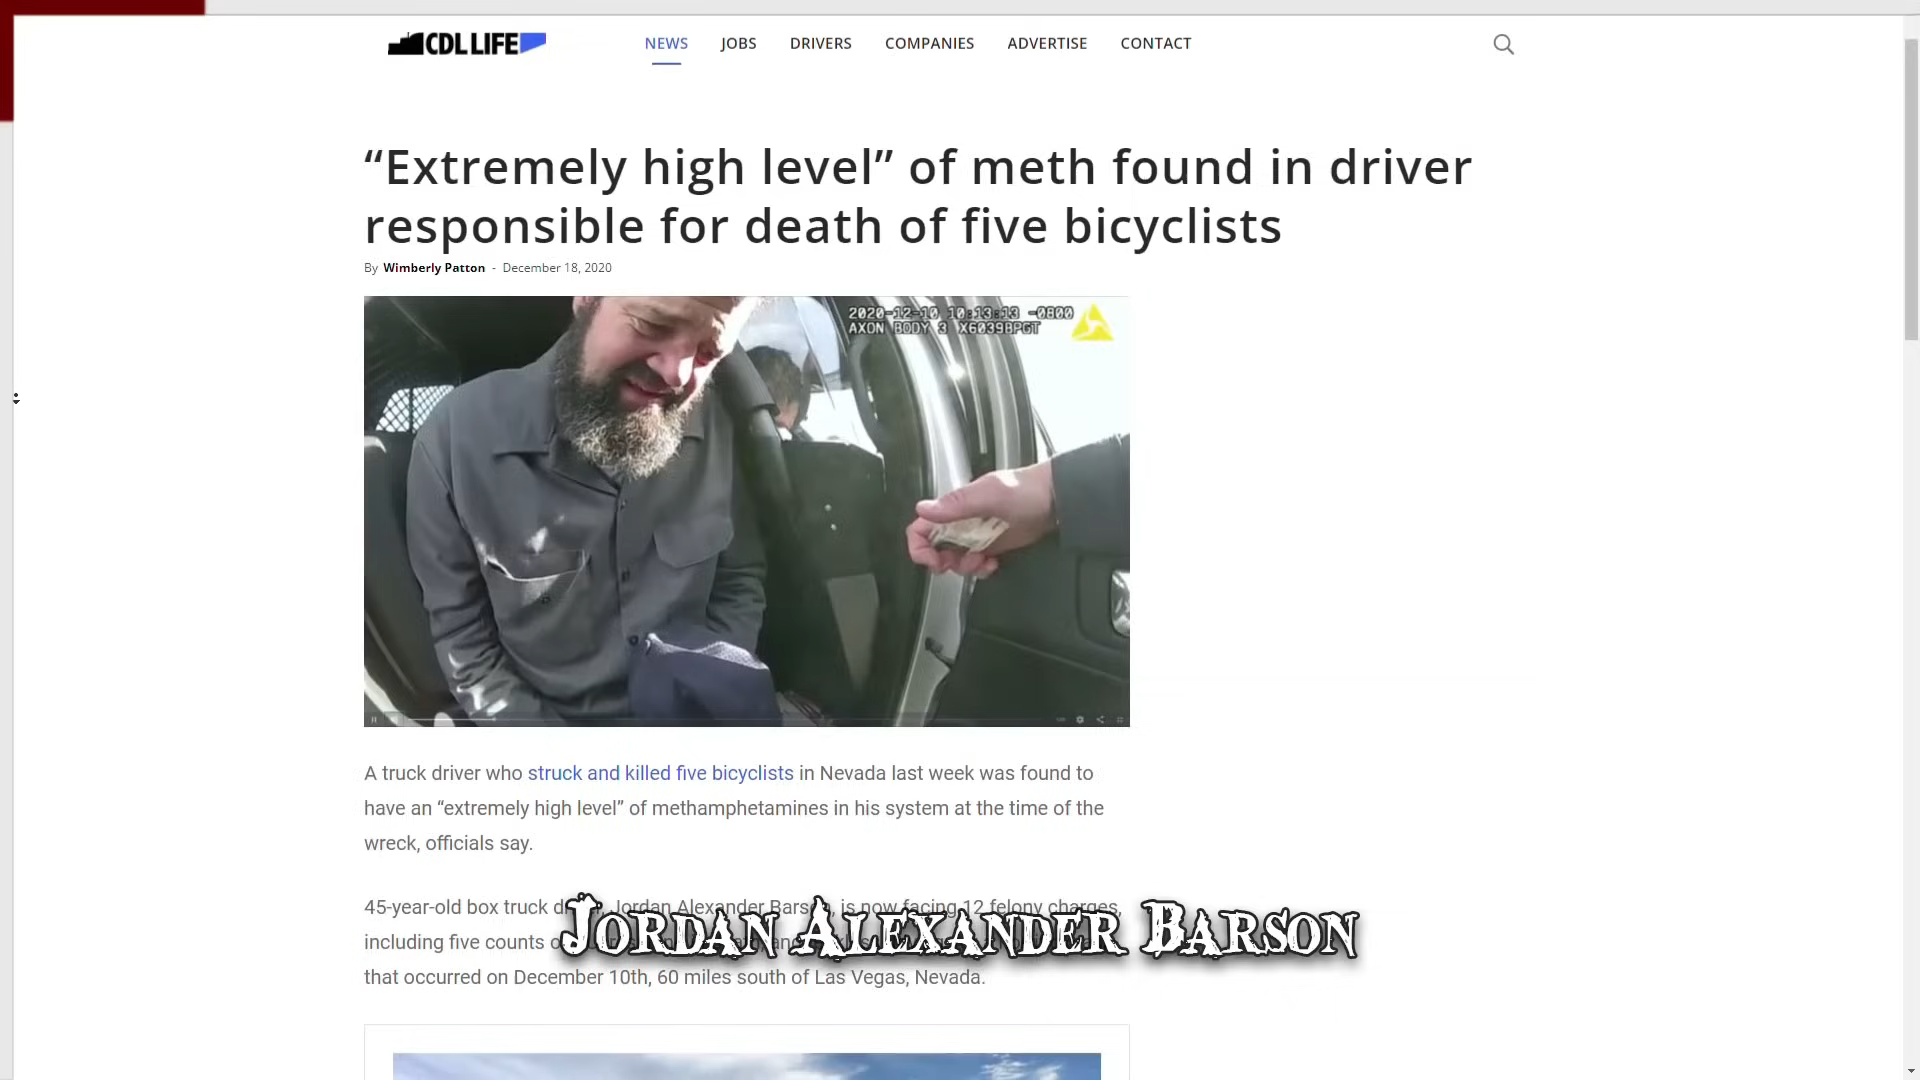 CDL LIFE
NEWS JOBS DRIVERS COMPANIES ADVERTISE CONTACT
“Extremely high level” of meth found in driver
responsible for death of five bicyclists
By Wimberly Patton - December 18, 2020
2020-12-10 10:13:13 -0800
AXON BODY 3 X6039BPGT
A truck driver who struck and killed five bicyclists in Nevada last week was found to
have an “extremely high level” of methamphetamines in his system at the time of the
wreck, officials say.
45-year-old box truck Jordan Alexander is now facing 12 felony charges,
Jordan Alexander Barson
including five counts
that occurred on December 10th, 60 miles south of Las Vegas, Nevada.